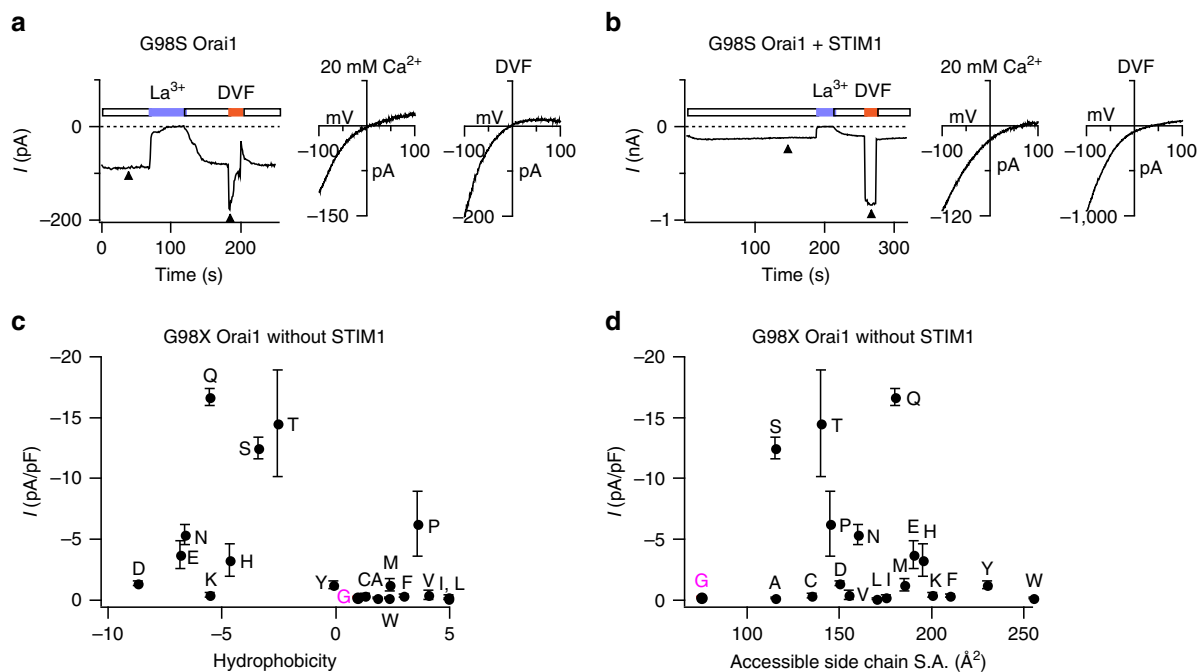 a
G98S Orai1
La3+
DVF
0
−200
I (pA)
0
100
200
Time (s)
20 mM Ca2+
mV
−100
100
pA
−150
DVF
mV
−100
100
pA
−200
b
G98S Orai1 + STIM1
La3+
DVF
0
−1
I (nA)
100
200
300
Time (s)
20 mM Ca2+
mV
−100
100
pA
−120
DVF
mV
−100
100
pA
−1,000
c
G98X Orai1 without STIM1
−20
−15
−10
−5
0
I (pA/pF)
Q
T
S
N
E
H
P
D
K
Y
G
C
A
M
W
F
V
I, L
−10
−5
0
5
Hydrophobicity
d
G98X Orai1 without STIM1
−20
−15
−10
−5
0
I (pA/pF)
Q
T
S
P
N
E
H
G
A
C
D
V
L
I
M
K
F
Y
W
100
150
200
250
Accessible side chain S.A. (Å2)